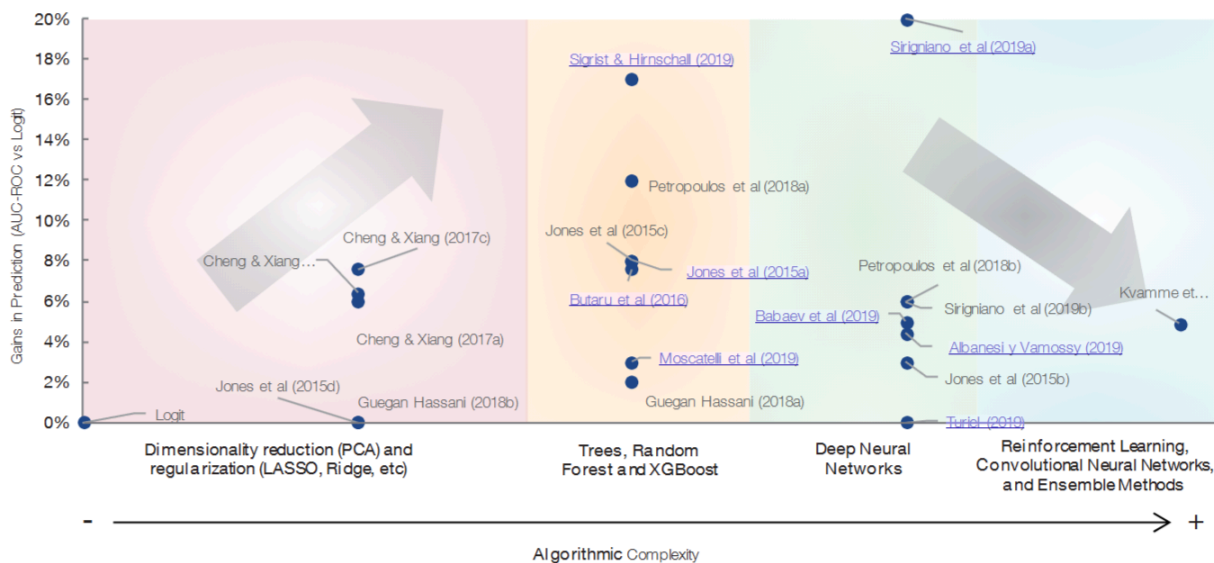 Gains in Prediction (AUC-ROC vs Logit)
20%
18%
16%
14%
12%
10%
8%
6%
4%
2%
0%
Sirigniano et al (2019a)
Sigrist & Hirnschall (2019)
Petropoulos et al (2018a)
Jones et al (2015c)
Cheng & Xiang (2017c)
Cheng & Xiang…
Jones et al (2015a)
Petropoulos et al (2018b)
Butaru et al (2016)
Kvamme et…
Babaev et al (2019)
Sirigniano et al (2019b)
Cheng & Xiang (2017a)
Albanesi y Vamossy (2019)
Moscatelli et al (2019)
Jones et al (2015b)
Jones et al (2015d)
Guegan Hassani (2018b)
Guegan Hassani (2018a)
Logit
Turiel (2019)
Dimensionality reduction (PCA) and
regularization (LASSO, Ridge, etc)
Trees, Random
Forest and XGBoost
Deep Neural
Networks
Reinforcement Learning,
Convolutional Neural Networks,
and Ensemble Methods
-
+
Algorithmic Complexity